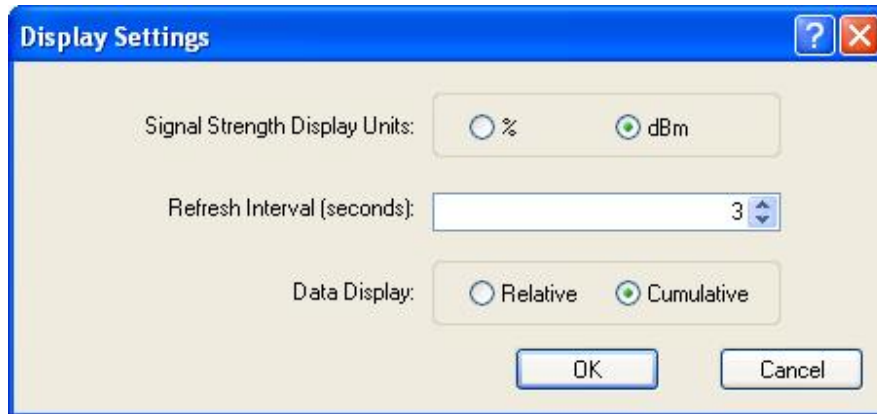 Display Settings
?
Signal Strength Display Units: % dBm
Refresh Interval (seconds): 3
Data Display: Relative Cumulative
OK Cancel